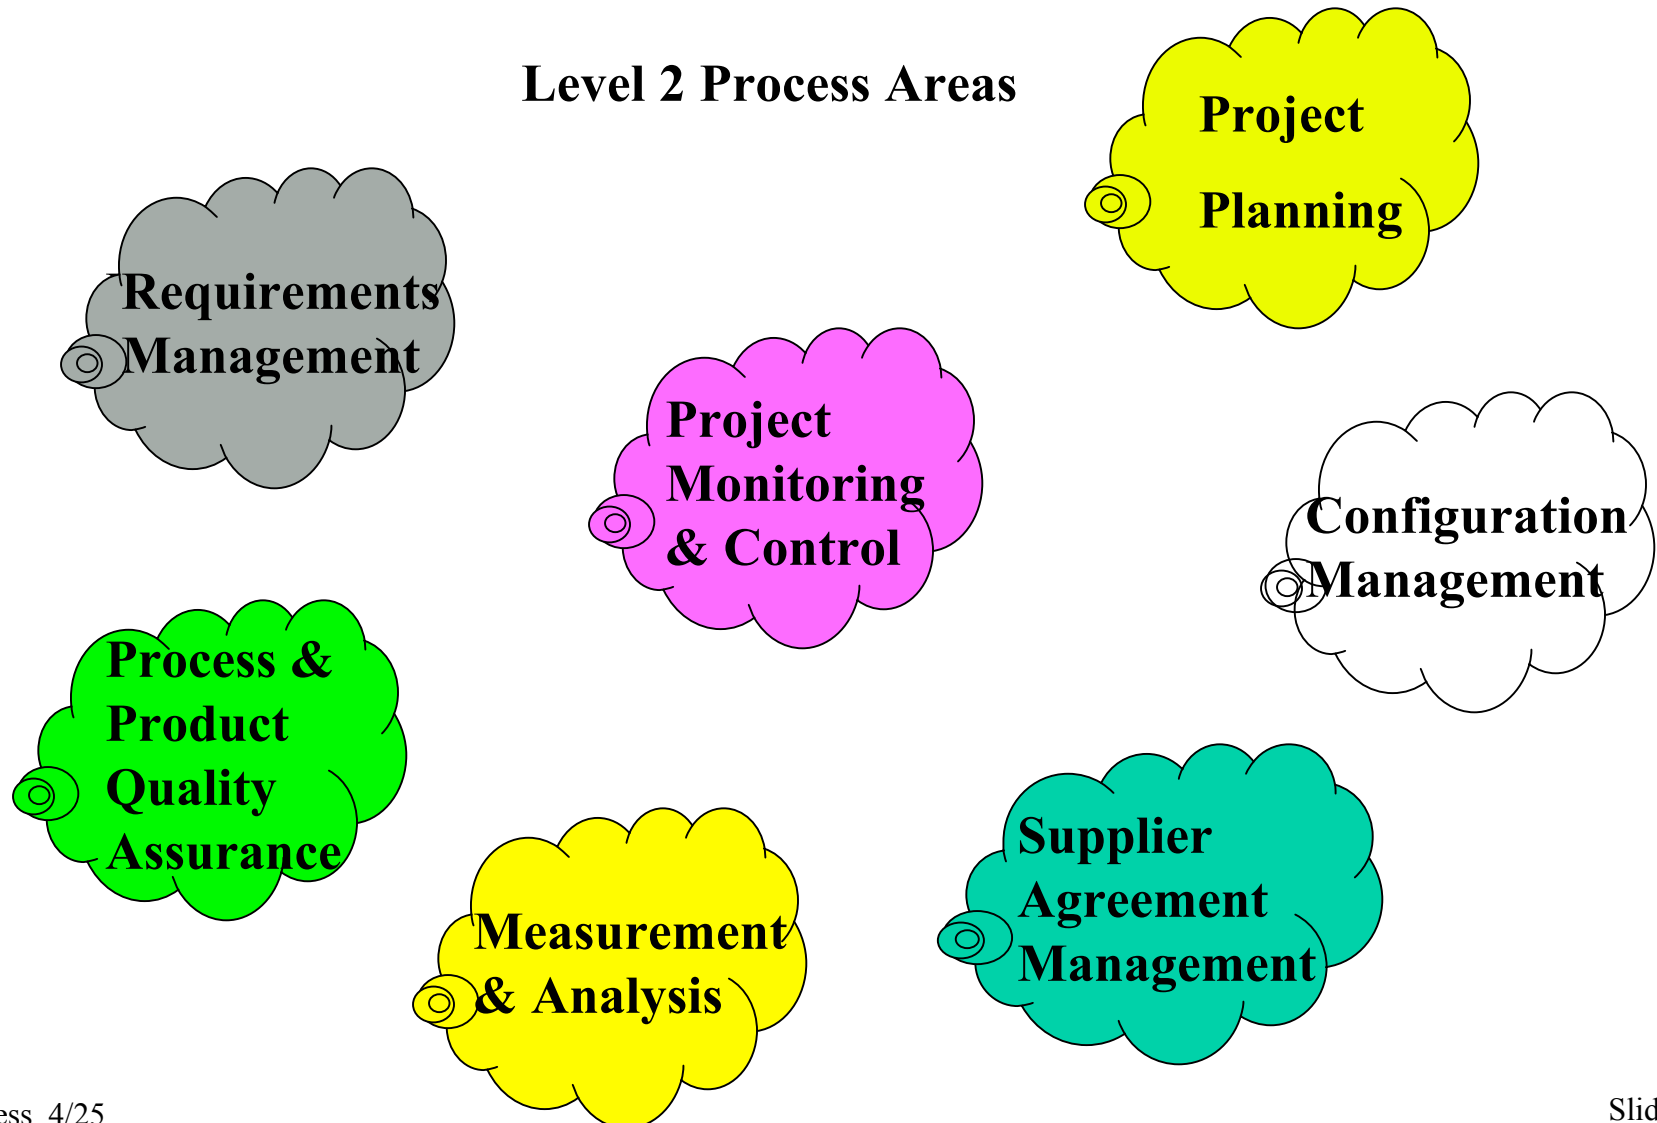 Level 2 Process Areas
Project
Planning
Requirements
Management
Project
Monitoring
& Control
Configuration
Management
Process &
Product
Quality
Assurance
Supplier
Agreement
Management
Measurement
& Analysis
4/25